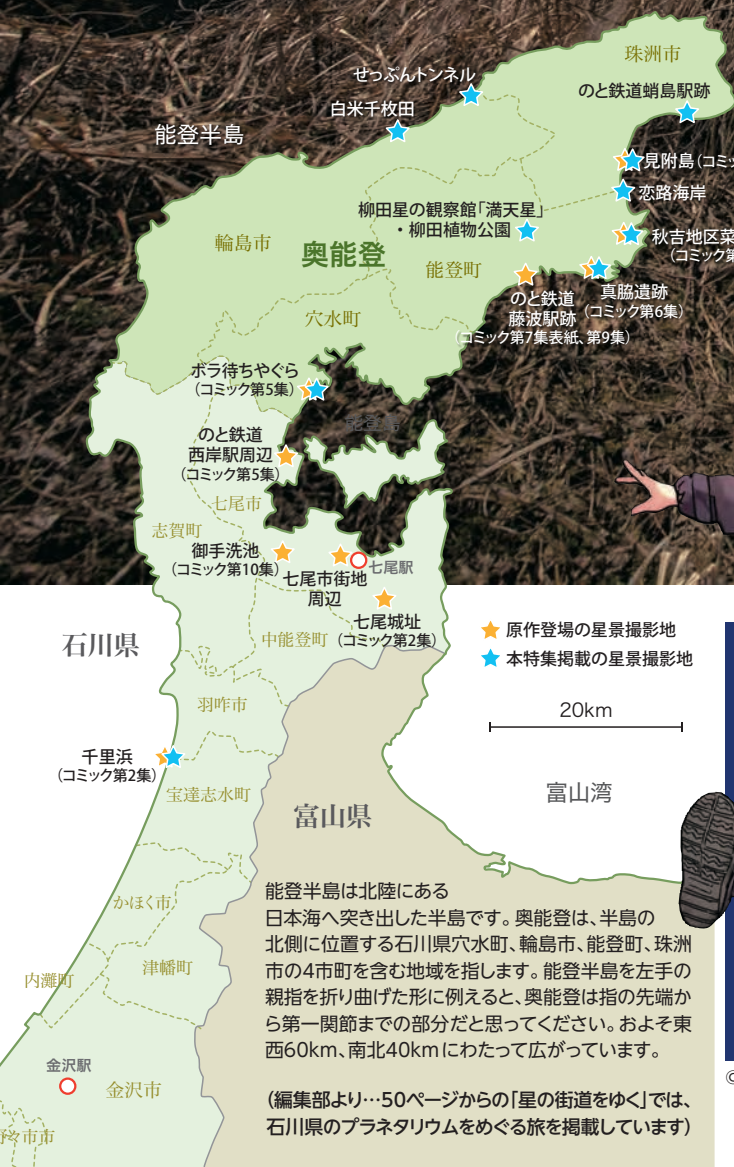 珠洲市
せっぷんトンネル
のと鉄道蛸島駅跡
白米千枚田
能登半島
見附島(コミッ
恋路海岸
柳田星の観察館「満天星」
・柳田植物公園
秋吉地区菜
(コミック第
輪島市
奥能登
能登町
のと鉄道
藤波駅跡
(コミック第7集表紙、第9集)
真脇遺跡
(コミック第6集)
穴水町
ボラ待ちやぐら
(コミック第5集)
能登島
のと鉄道
西岸駅周辺
(コミック第5集)
七尾市
志賀町
御手洗池
(コミック第10集)
七尾駅
七尾市街地
周辺
七尾城址
(コミック第2集)
中能登町
石川県
原作登場の星景撮影地
本特集掲載の星景撮影地
羽咋市
20km
千里浜
(コミック第2集)
宝達志水町
富山県
富山湾
かほく市
内灘町
津幡町
金沢駅
金沢市
野々市市
能登半島は北陸にある
日本海へ突き出した半島です。奥能登は、半島の
北側に位置する石川県穴水町、輪島市、能登町、珠洲
市の4市町を含む地域を指します。能登半島を左手の
親指を折り曲げた形に例えると、奥能登は指の先端か
ら第一関節までの部分だと思ってください。およそ東
西60km、南北40kmにわたって広がっています。
(編集部より…50ページからの「星の街道をゆく」では、
石川県のプラネタリウムをめぐる旅を掲載しています)
©